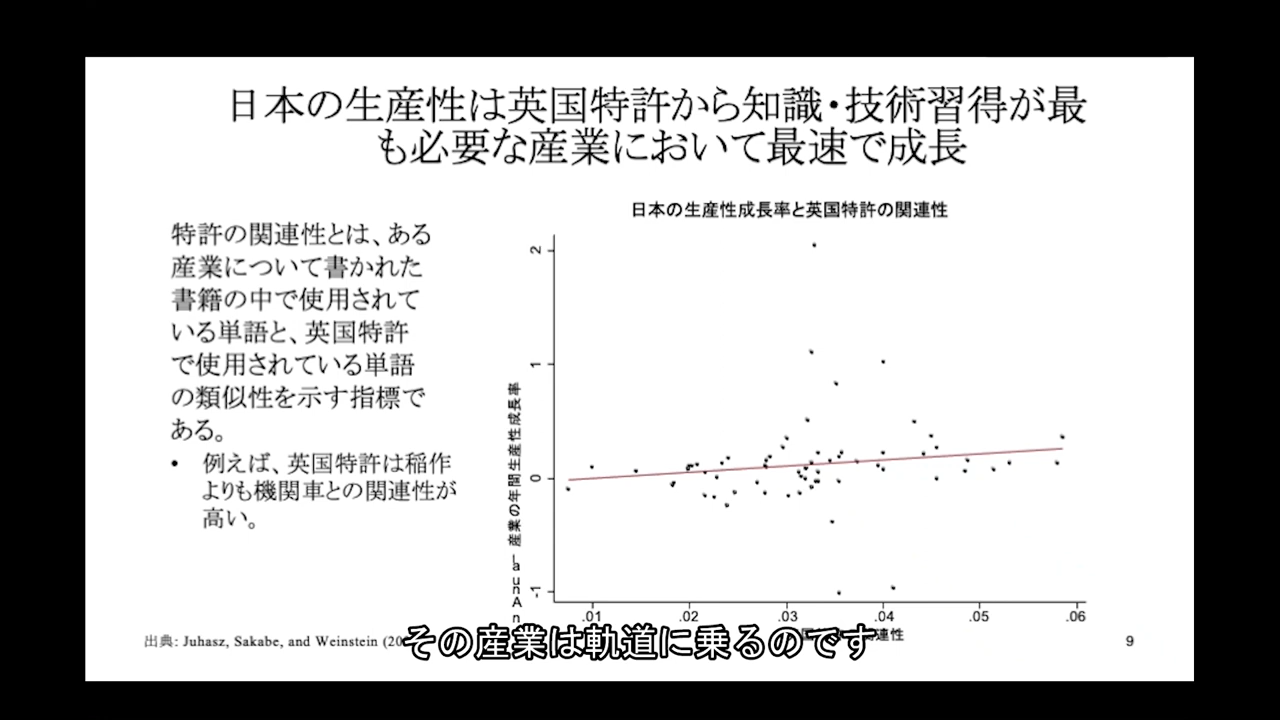 日本の生産性は英国特許から知識・技術習得が最
も必要な産業において最速で成長
特許の関連性とは、ある
産業について書かれた
書籍の中で使用されて
いる単語と、英国特許
で使用されている単語
の類似性を示す指標で
ある。
• 例えば、英国特許は稲作
よりも機関車との関連性が
高い。
日本の生産性成長率と英国特許の関連性
産業の年間生産性成長率
2
1
0
-1
.01 .02 .03 .04 .05 .06
出典: Juhasz, Sakabe, and Weinstein
その産業は軌道に乗るのです
9